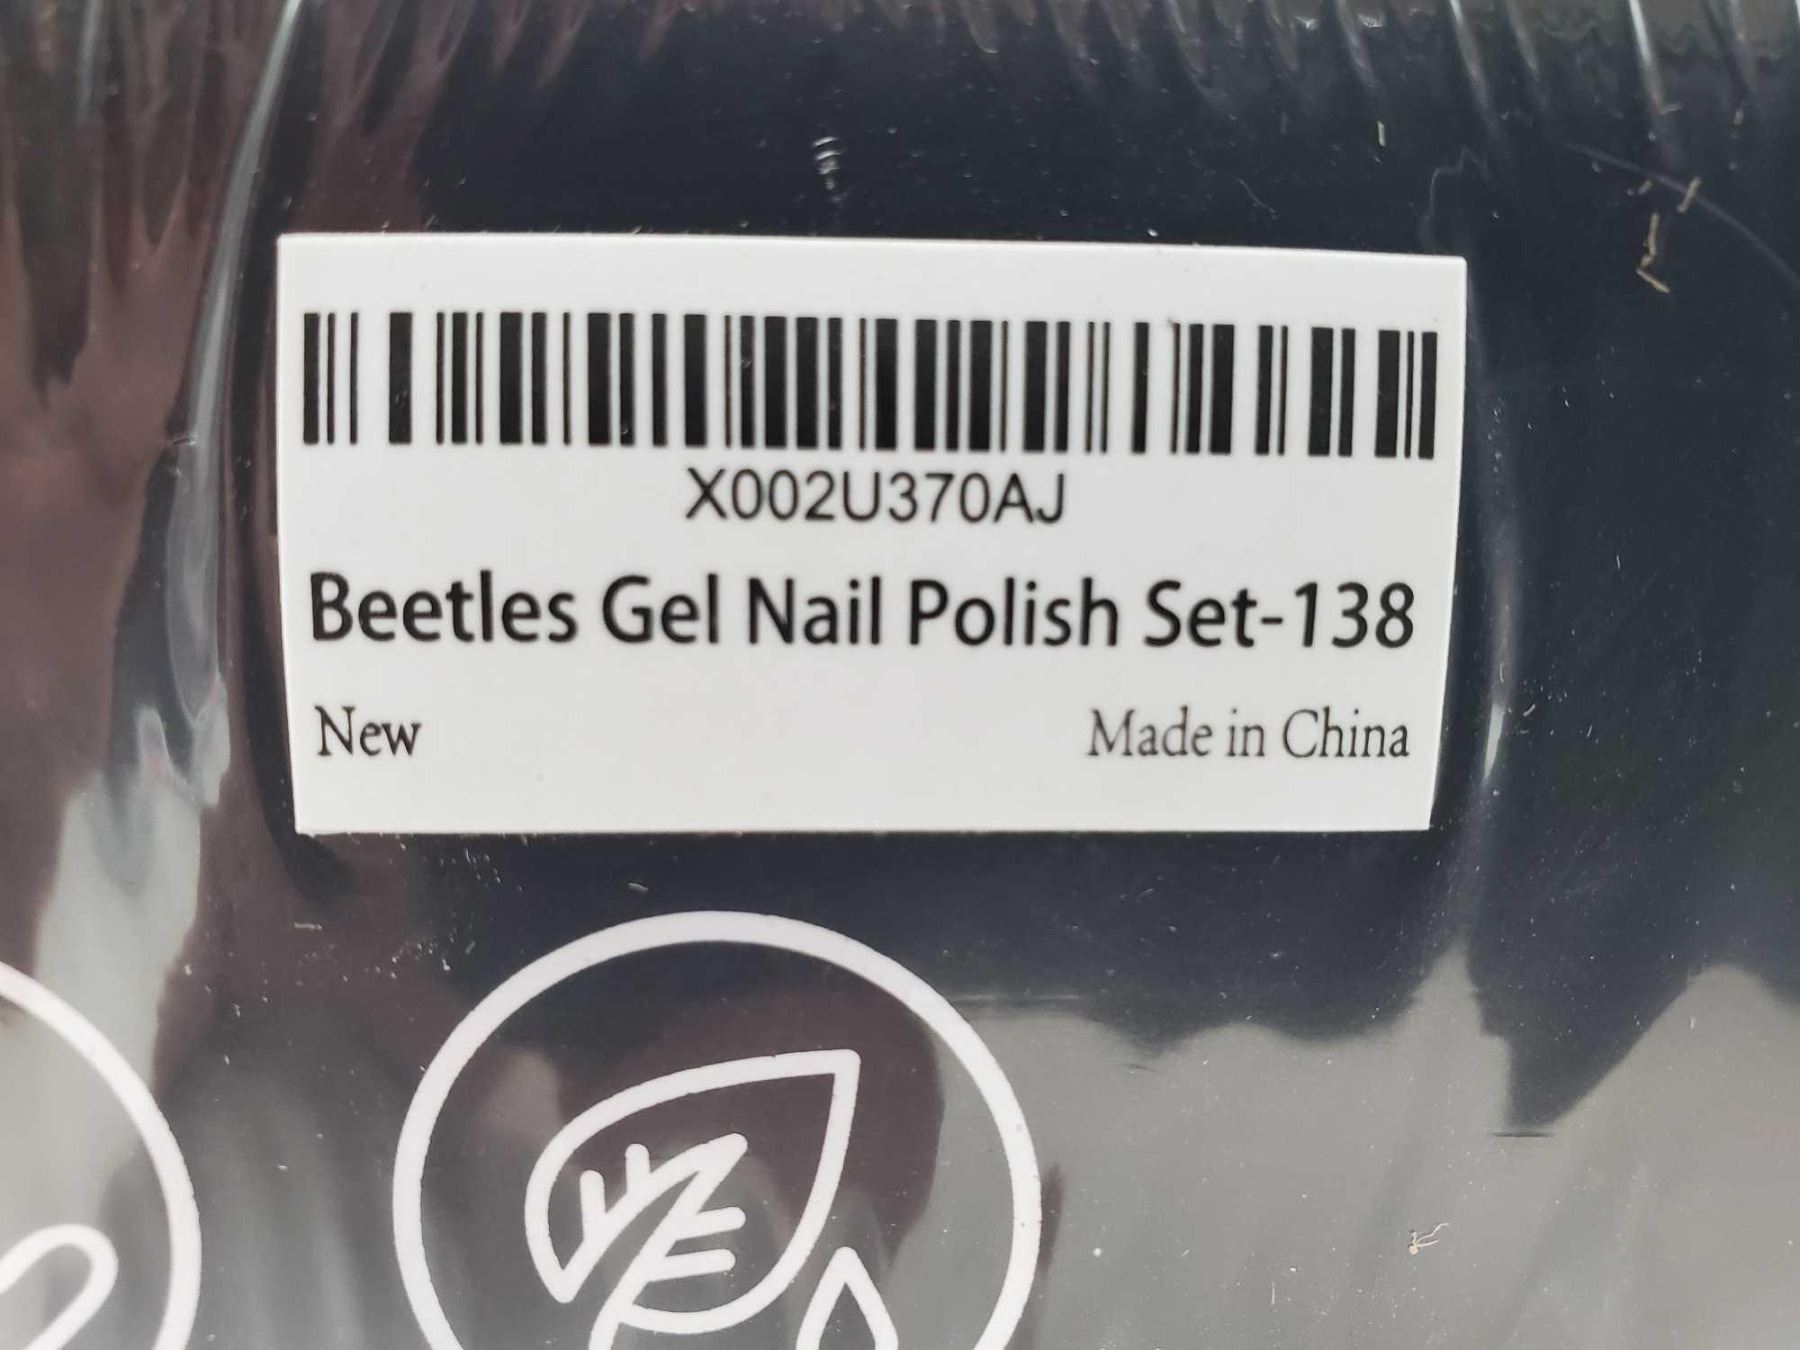 X002U370AJ
Beetles Gel Nail Polish Set-138
New
Made in China